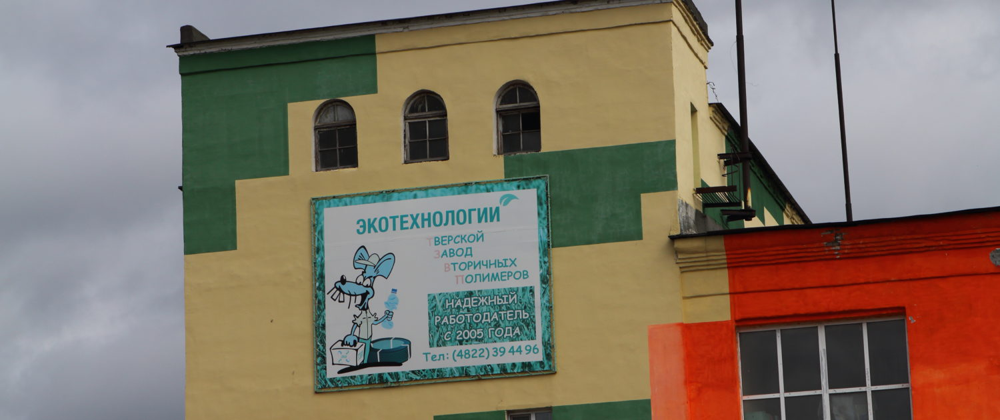 ЭКОТЕХНОЛОГИИ
ТВЕРСКОЙ
ЗАВОД
ВТОРИЧНЫХ
ПОЛИМЕРОВ
НАДЕЖНЫЙ
РАБОТОДАТЕЛЬ
С 2005 ГОДА
Тел: (4822) 39 44 96